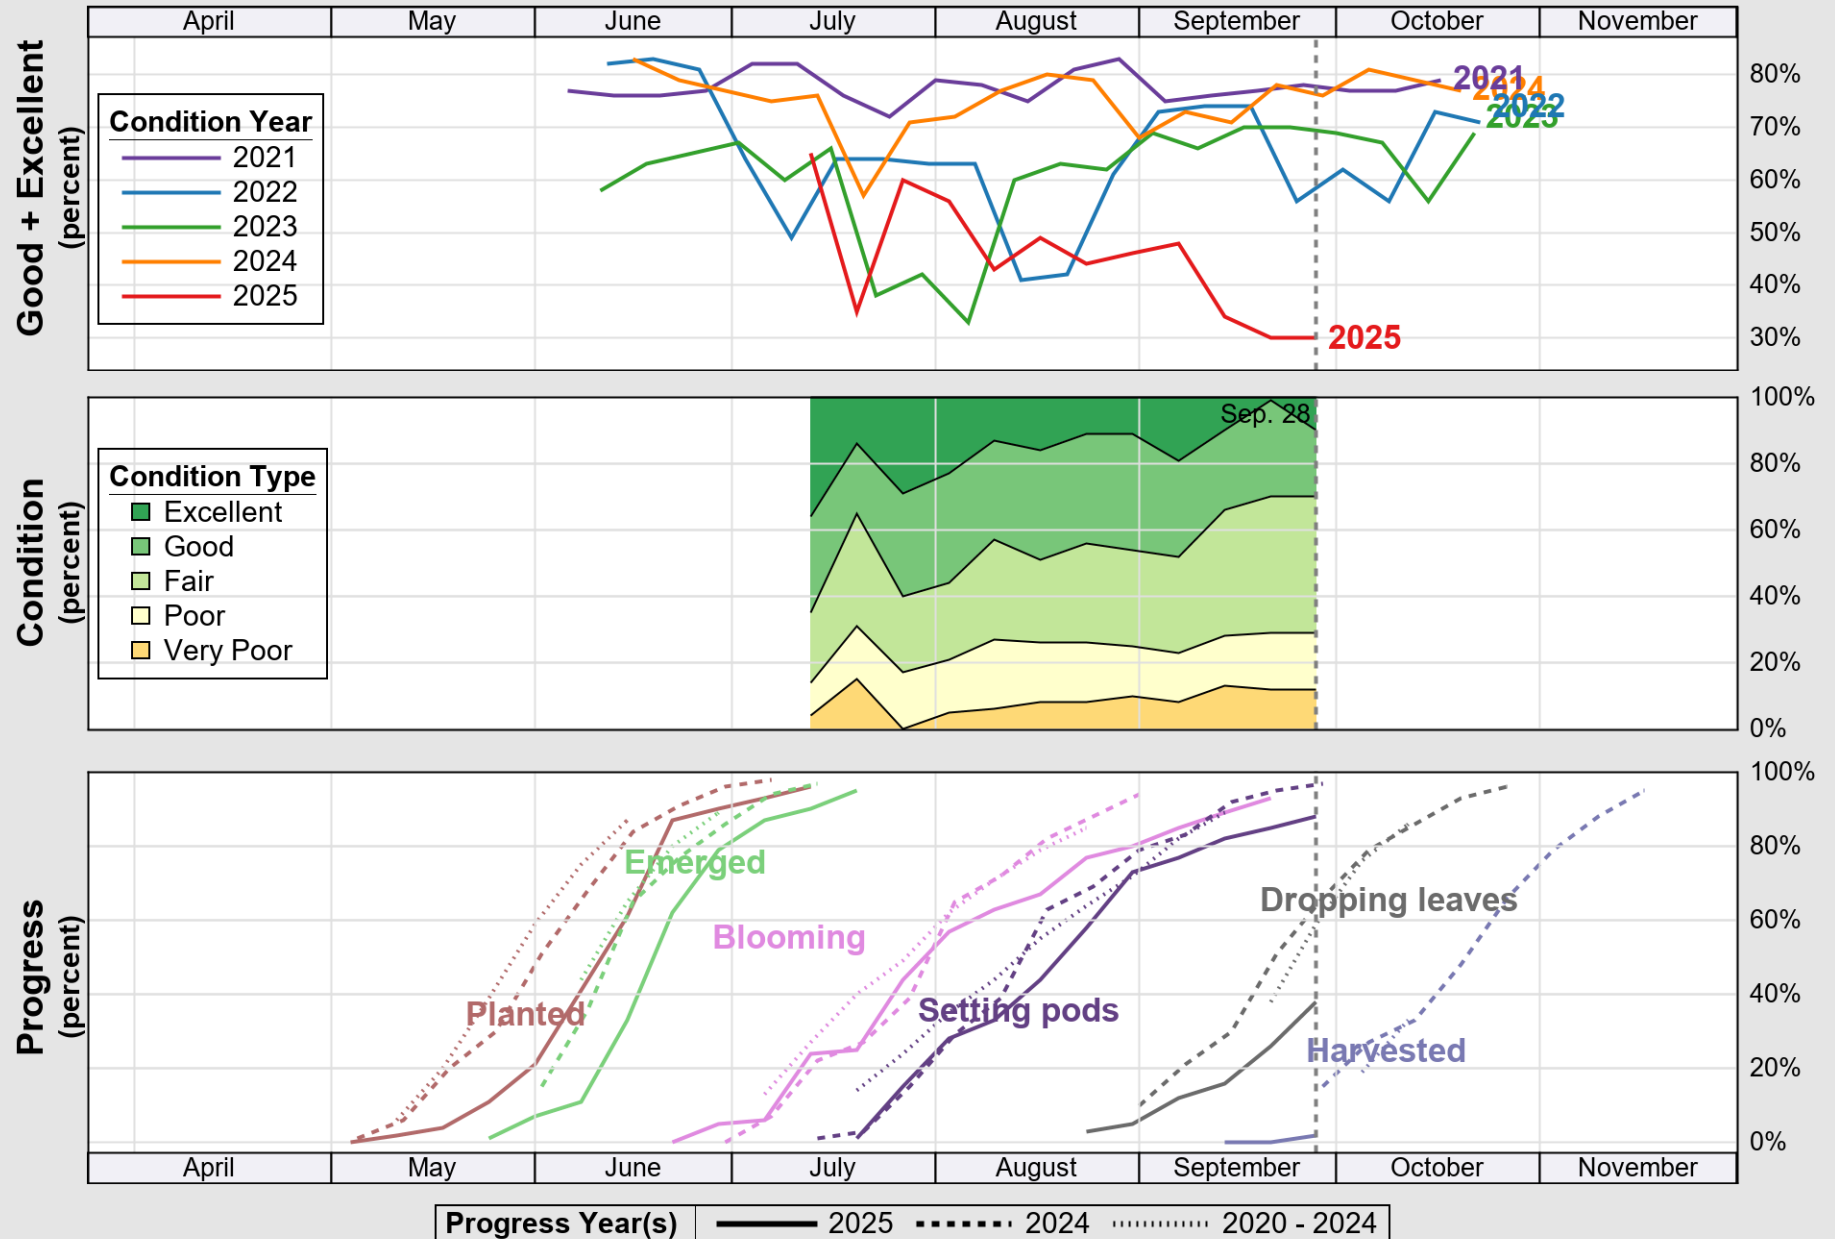 April May June July August September October November
Good + Excellent
(percent)
Condition Year
2021
2022
2023
2024
2025
2021
2024
2022
2023
2025
80%
70%
60%
50%
40%
30%
Condition
(percent)
Condition Type
Excellent
Good
Fair
Poor
Very Poor
Sep. 28
100%
80%
60%
40%
20%
0%
Progress
(percent)
Planted
Emerged
Blooming
Setting pods
Dropping leaves
Harvested
100%
80%
60%
40%
20%
0%
April May June July August September October November
Progress Year(s) 2025 2024 2020 - 2024